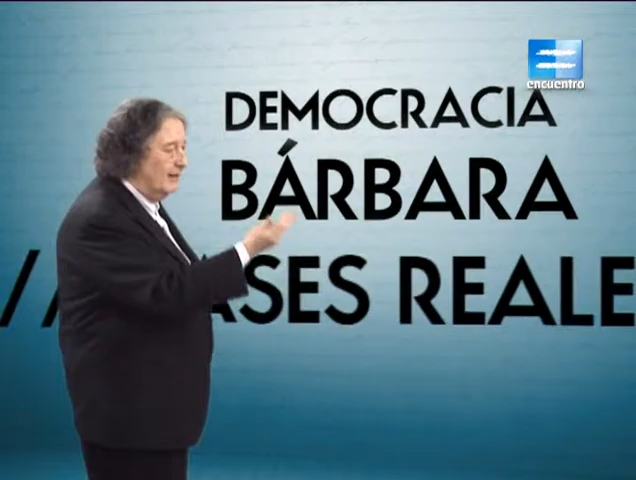 encuentro
DEMOCRACIA
BÁRBARA
//
ASES REALE